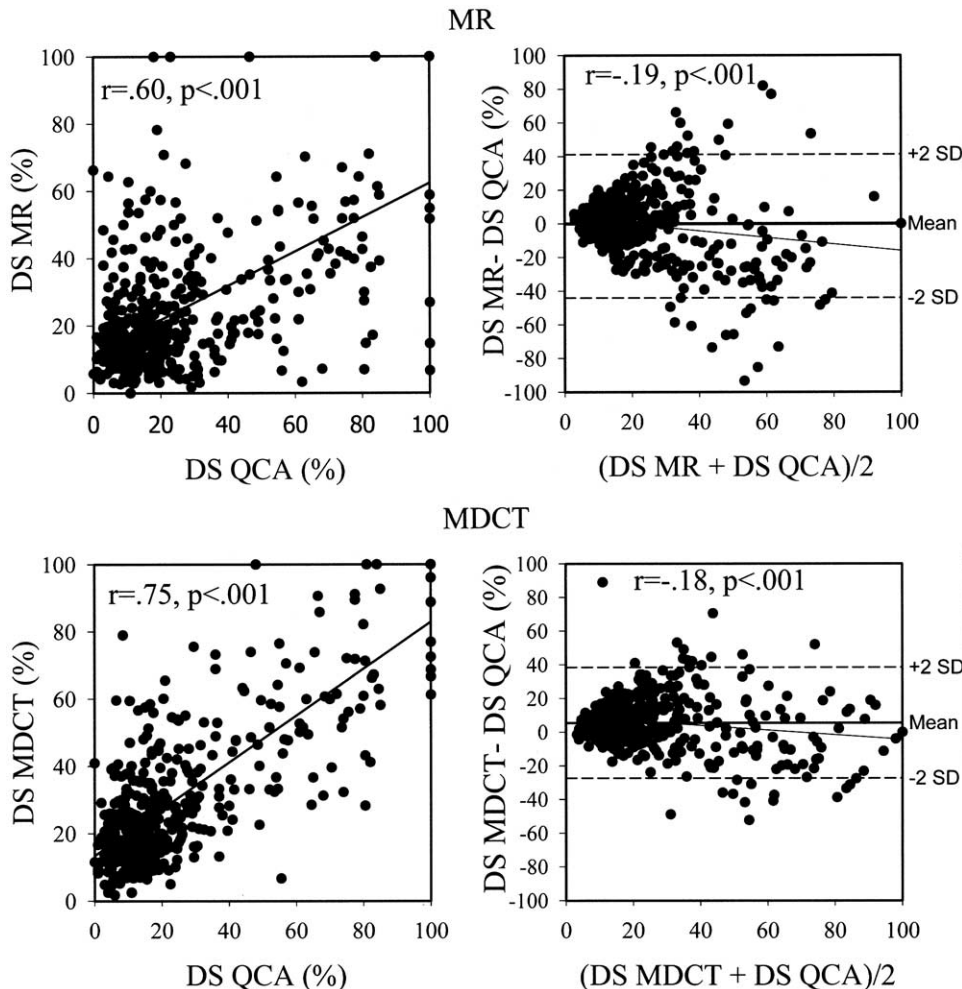 MR
r=.60, p<.001
DS MR (%)
100
80
60
40
20
0
0 20 40 60 80 100
DS QCA (%)
r=-.19, p<.001
DS MR- DS QCA (%)
100
80
60
40
20
0
-20
-40
-60
-80
-100
+2 SD
Mean
-2 SD
0 20 40 60 80 100
(DS MR + DS QCA)/2
MDCT
r=.75, p<.001
DS MDCT (%)
100
80
60
40
20
0
0 20 40 60 80 100
DS QCA (%)
r=-.18, p<.001
DS MDCT- DS QCA (%)
100
80
60
40
20
0
-20
-40
-60
-80
-100
+2 SD
Mean
-2 SD
0 20 40 60 80 100
(DS MDCT + DS QCA)/2